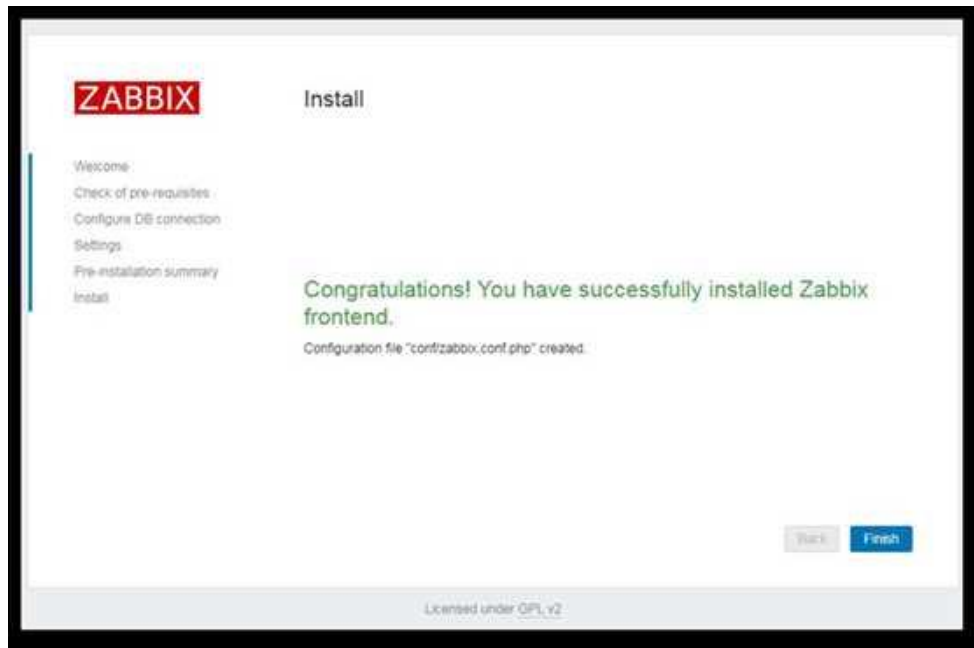 ZABBIX
Install
Welcome
Check of pre-requisites
Configure DB connection
Settings
Pre-installation summary
Install
Congratulations! You have successfully installed Zabbix
frontend.
Configuration file "conf/zabbix.conf.php" created.
Back
Finish
Licensed under GPL v2